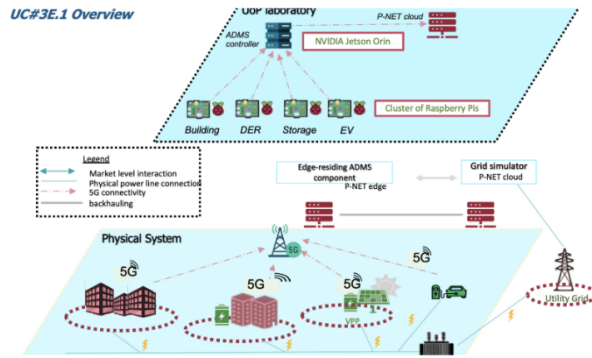 UC#3E.1 Overview
UoP laboratory
P-NET cloud
ADMS
controller
NVIDIA Jetson Orin
Cluster of Raspberry Pis
Building
DER
Storage
EV
Legend
Market level interaction
Physical power line connection
5G connectivity
backhauling
Edge-residing ADMS
component
P-NET edge
Grid simulator
P-NET cloud
Physical System
5G
5G
5G
5G
5G
VPP
Utility Grid